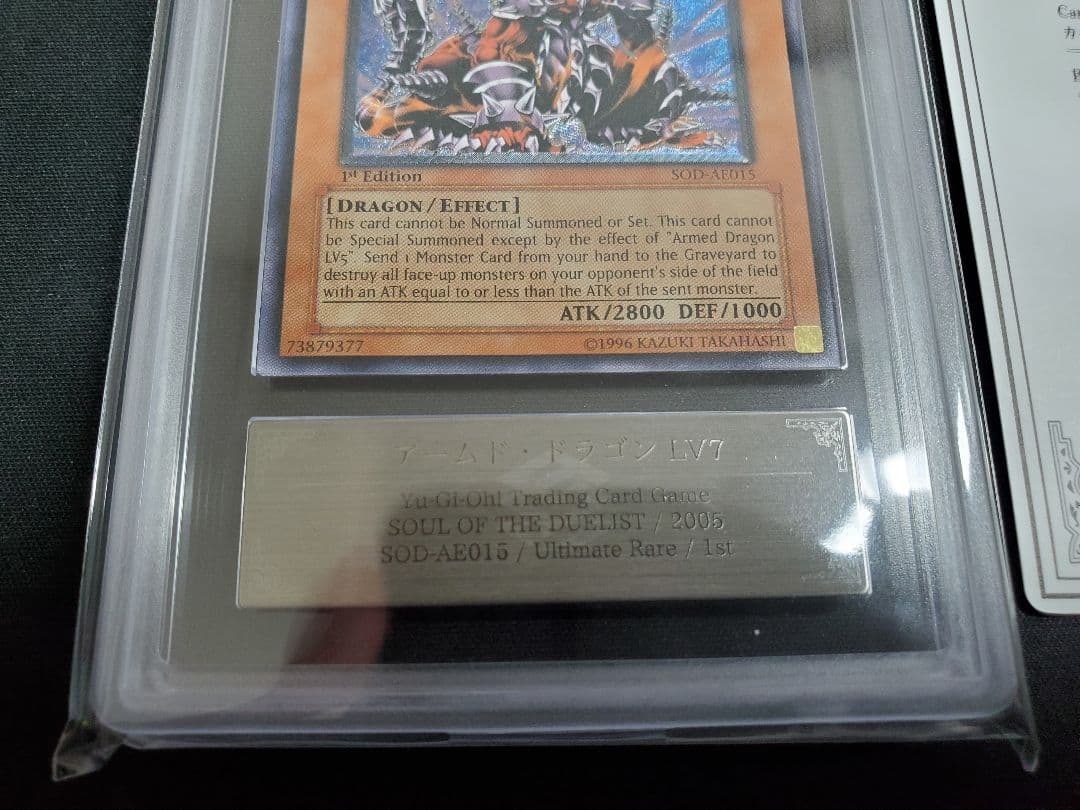 1st Edition SOD-AE015
[DRAGON/EFFECT]
This card cannot be Normal Summoned or Set. This card cannot
be Special Summoned except by the effect of "Armed Dragon
LV5". Send 1 Monster Card from your hand to the Graveyard to
destroy all face-up monsters on your opponent's side of the field
with an ATK equal to or less than the ATK of the sent monster.
ATK/2800 DEF/1000
73879377 ©1996 KAZUKI TAKAHASHI
アームド・ドラゴン LV7
Yu-Gi-Oh! Trading Card Game
SOUL OF THE DUELIST / 2005
SOD-AE015 / Ultimate Rare / 1st